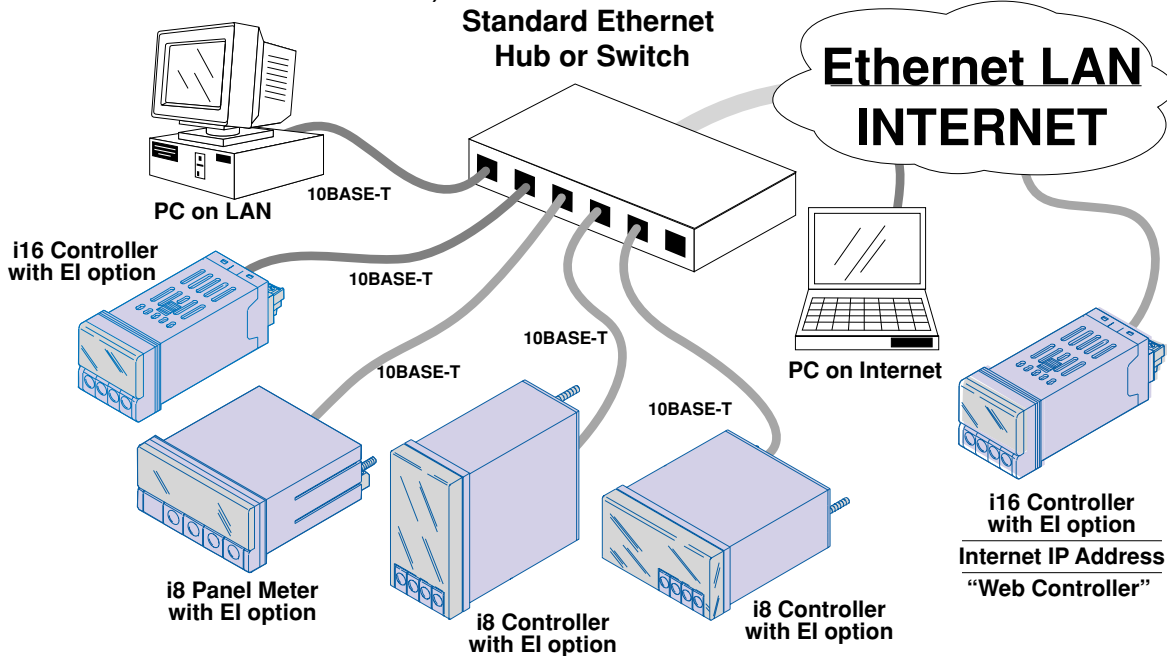 Standard Ethernet
Hub or Switch
Ethernet LAN
INTERNET
10BASE-T
PC on LAN
i16 Controller
with EI option
10BASE-T
10BASE-T
10BASE-T
10BASE-T
PC on Internet
i8 Panel Meter
with EI option
i8 Controller
with EI option
i8 Controller
with EI option
i16 Controller
with EI option
Internet IP Address
“Web Controller”